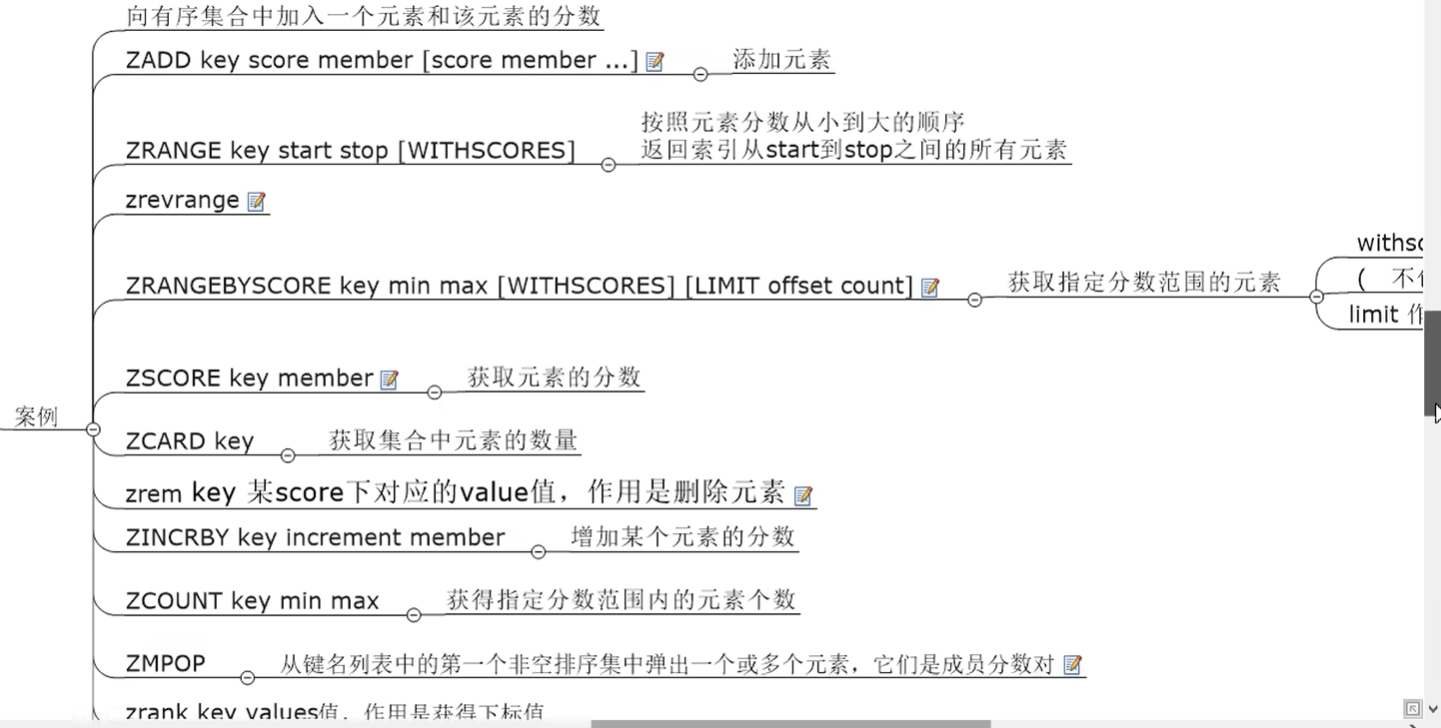 向有序集合中加入一个元素和该元素的分数
ZADD key score member [score member ...]
添加元素
ZRANGE key start stop [WITHSCORES]
按照元素分数从小到大的顺序
返回索引从start到stop之间的所有元素
zrevrange
ZRANGEBYSCORE key min max [WITHSCORES] [LIMIT offset count]
获取指定分数范围的元素
( 不
limit 作
ZSCORE key member
获取元素的分数
案例
ZCARD key
获取集合中元素的数量
zrem key 某score下对应的value值，作用是删除元素
ZINCRBY key increment member
增加某个元素的分数
ZCOUNT key min max
获得指定分数范围内的元素个数
ZMPOP
从键名列表中的第一个非空排序集中弹出一个或多个元素，它们是成员分数对
zrank key values值，作用是获得下标值